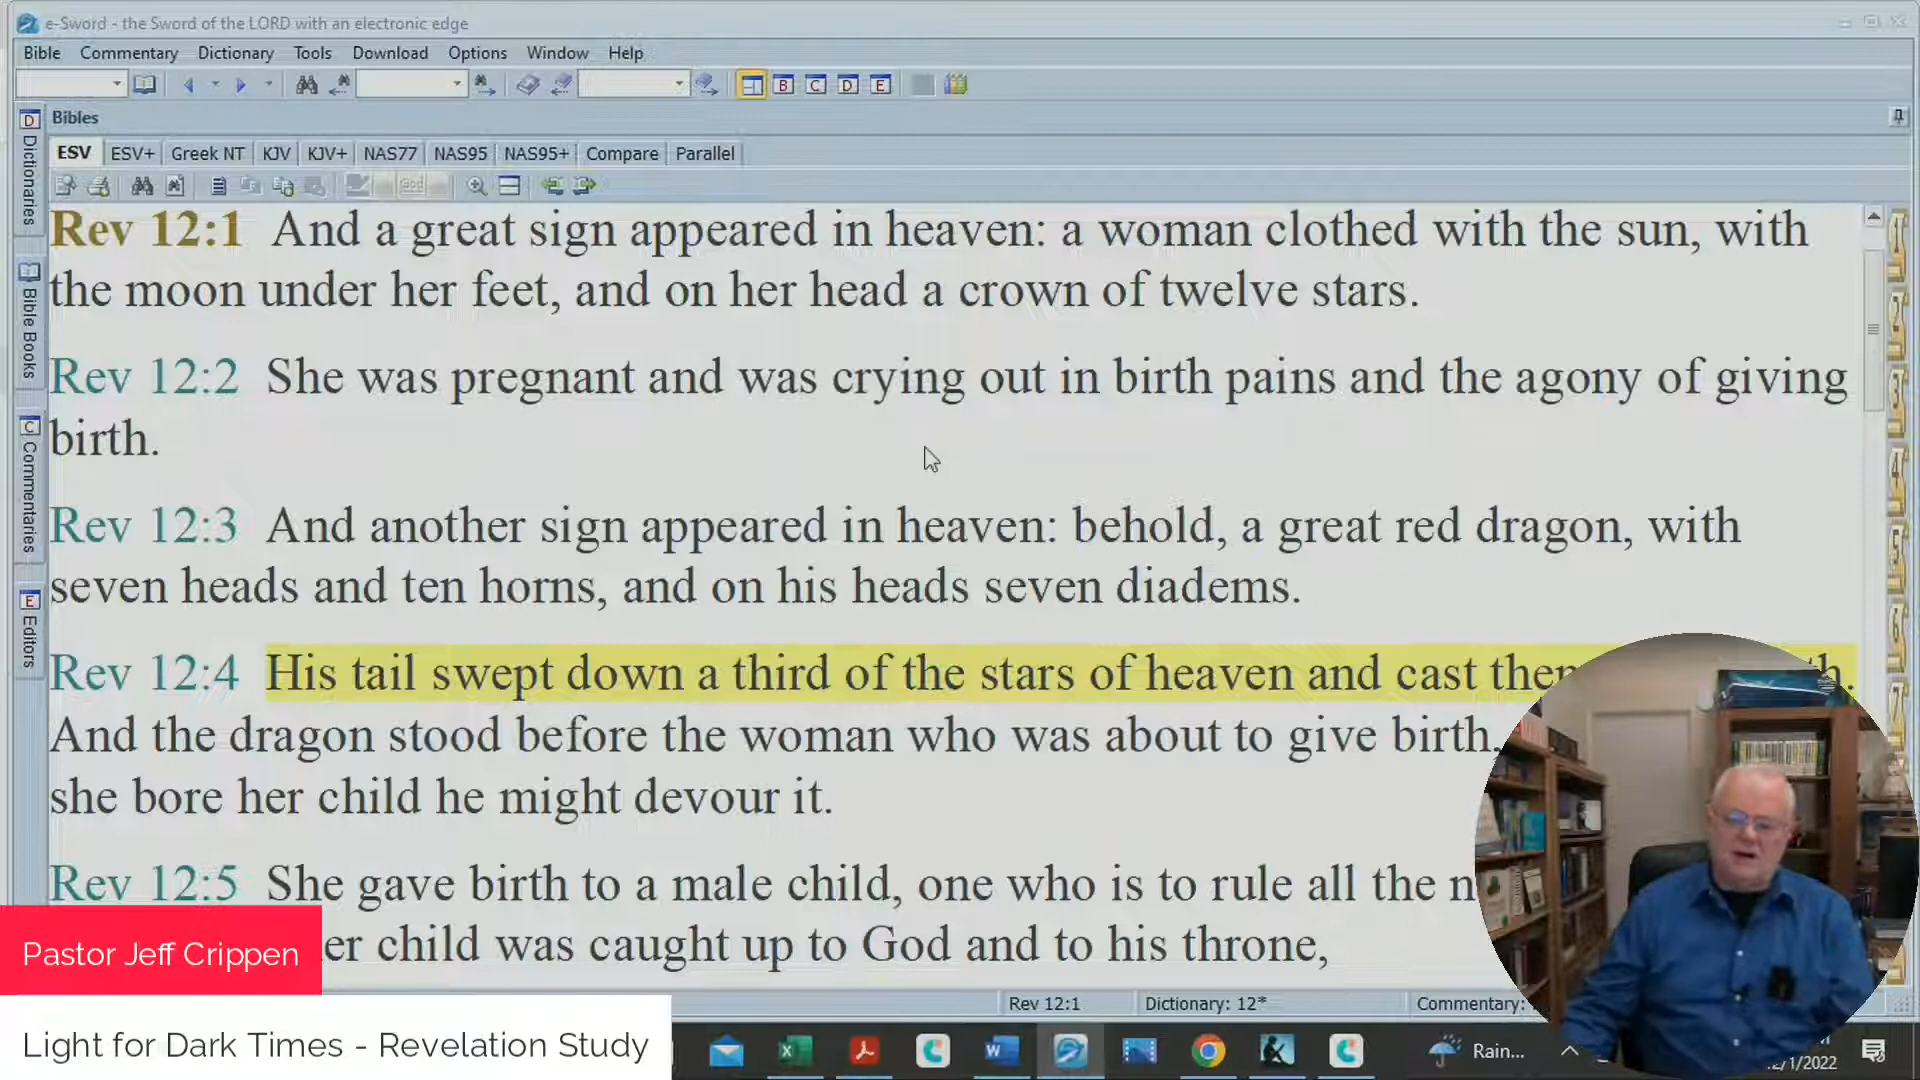 e-Sword - the Sword of the LORD with an electronic edge
Bible Commentary Dictionary Tools Download Options Window Help
B C D E
D Dictionaries
Bibles
ESV ESV+ Greek NT KJV KJV+ NAS77 NAS95 NAS95+ Compare Parallel
God
Rev 12:1 And a great sign appeared in heaven: a woman clothed with the sun, with
the moon under her feet, and on her head a crown of twelve stars.
Bible Books
Rev 12:2 She was pregnant and was crying out in birth pains and the agony of giving
birth.
C Commentaries
Rev 12:3 And another sign appeared in heaven: behold, a great red dragon, with
seven heads and ten horns, and on his heads seven diadems.
E Editors
Rev 12:4 His tail swept down a third of the stars of heaven and cast
And the dragon stood before the woman who was about to give birth,
she bore her child he might devour it.
Rev 12:5 She gave birth to a male child, one who is to rule all the
child was caught up to God and to his throne,
1
2
3
4
5
6
7
Pastor Jeff Crippen
Rev 12:1 Dictionary: 12* Commentary:
Light for Dark Times - Revelation Study
Rain...